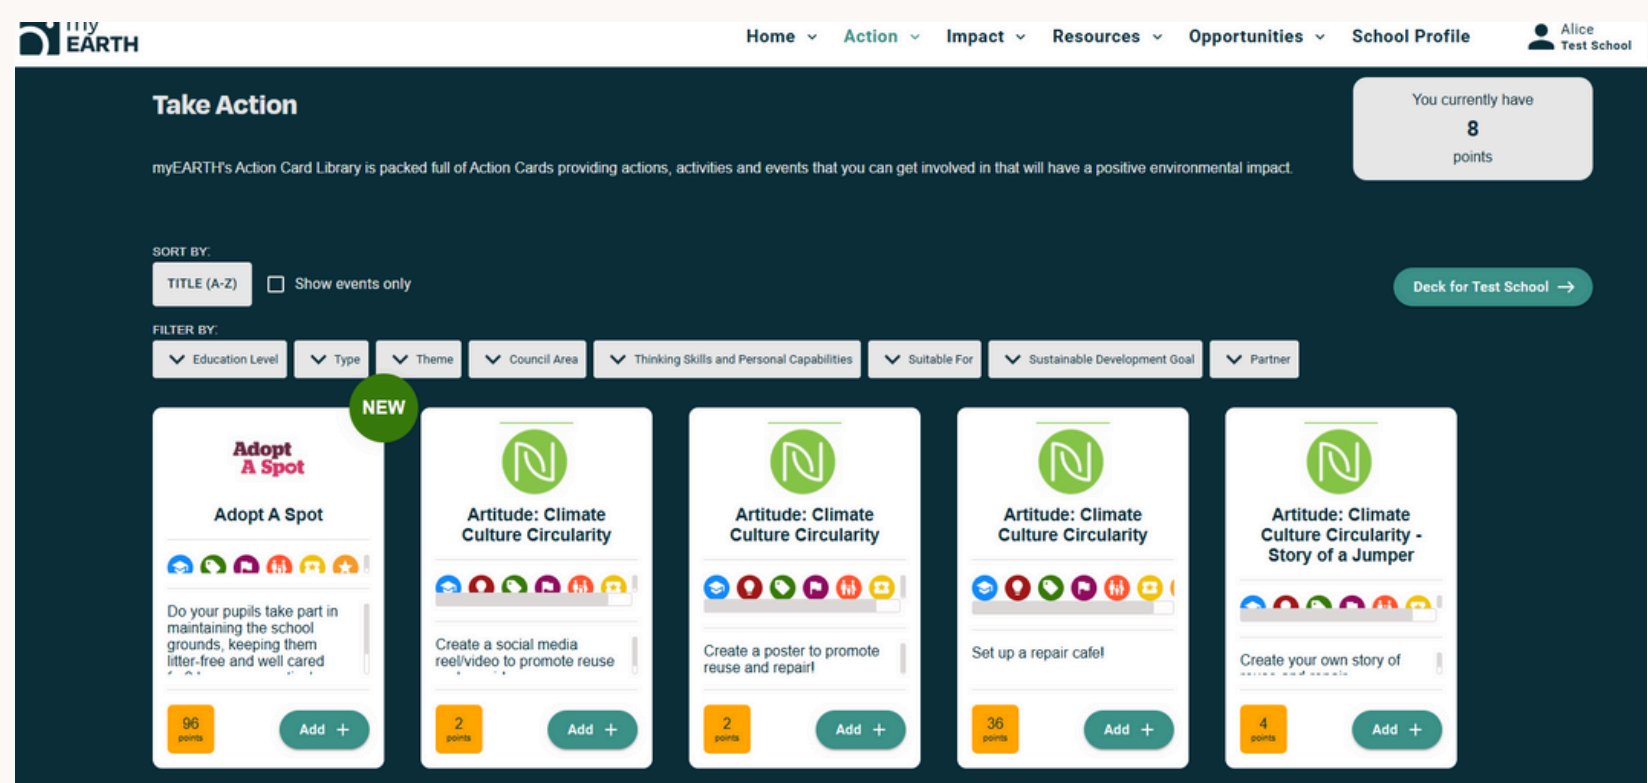 my
EARTH
Home Action Impact Resources Opportunities School Profile
Alice
Test School
Take Action
You currently have
8
points
myEARTH's Action Card Library is packed full of Action Cards providing actions, activities and events that you can get involved in that will have a positive environmental impact.
SORT BY:
TITLE (A-Z)
Show events only
Deck for Test School →
FILTER BY:
Education Level
Type
Theme
Council Area
Thinking Skills and Personal Capabilities
Suitable For
Sustainable Development Goal
Partner
NEW
Adopt
A Spot
Adopt A Spot
Do your pupils take part in
maintaining the school
grounds, keeping them
litter-free and well cared
96
points
Add +
Artitude: Climate
Culture Circularity
Create a social media
reel/video to promote reuse
2
points
Add +
Artitude: Climate
Culture Circularity
Create a poster to promote
reuse and repair!
2
points
Add +
Artitude: Climate
Culture Circularity
Set up a repair cafe!
36
points
Add +
Artitude: Climate
Culture Circularity -
Story of a Jumper
Create your own story of
reuse and repair
4
points
Add +